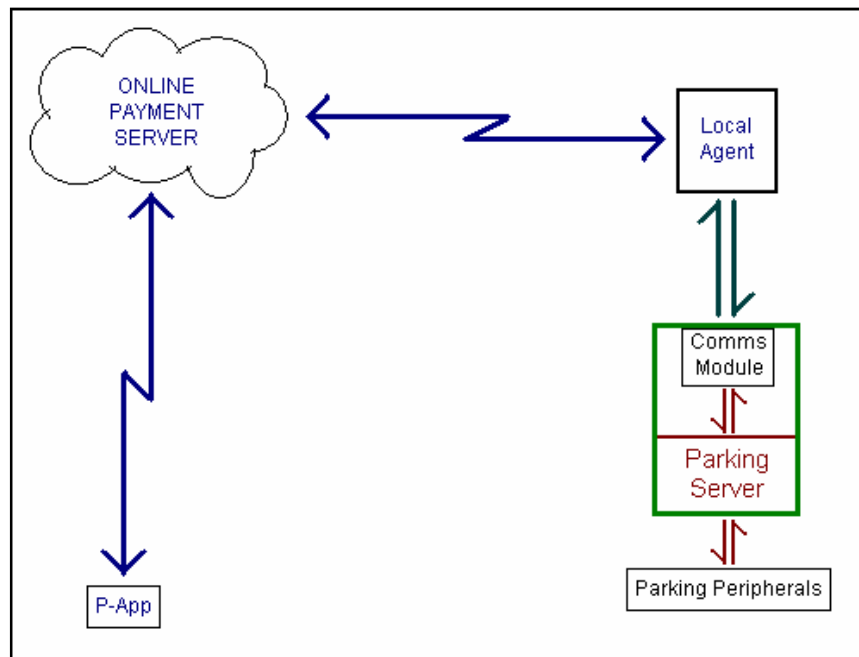 ONLINE
PAYMENT
SERVER
Local
Agent
Comms
Module
Parking
Server
P-App
Parking Peripherals